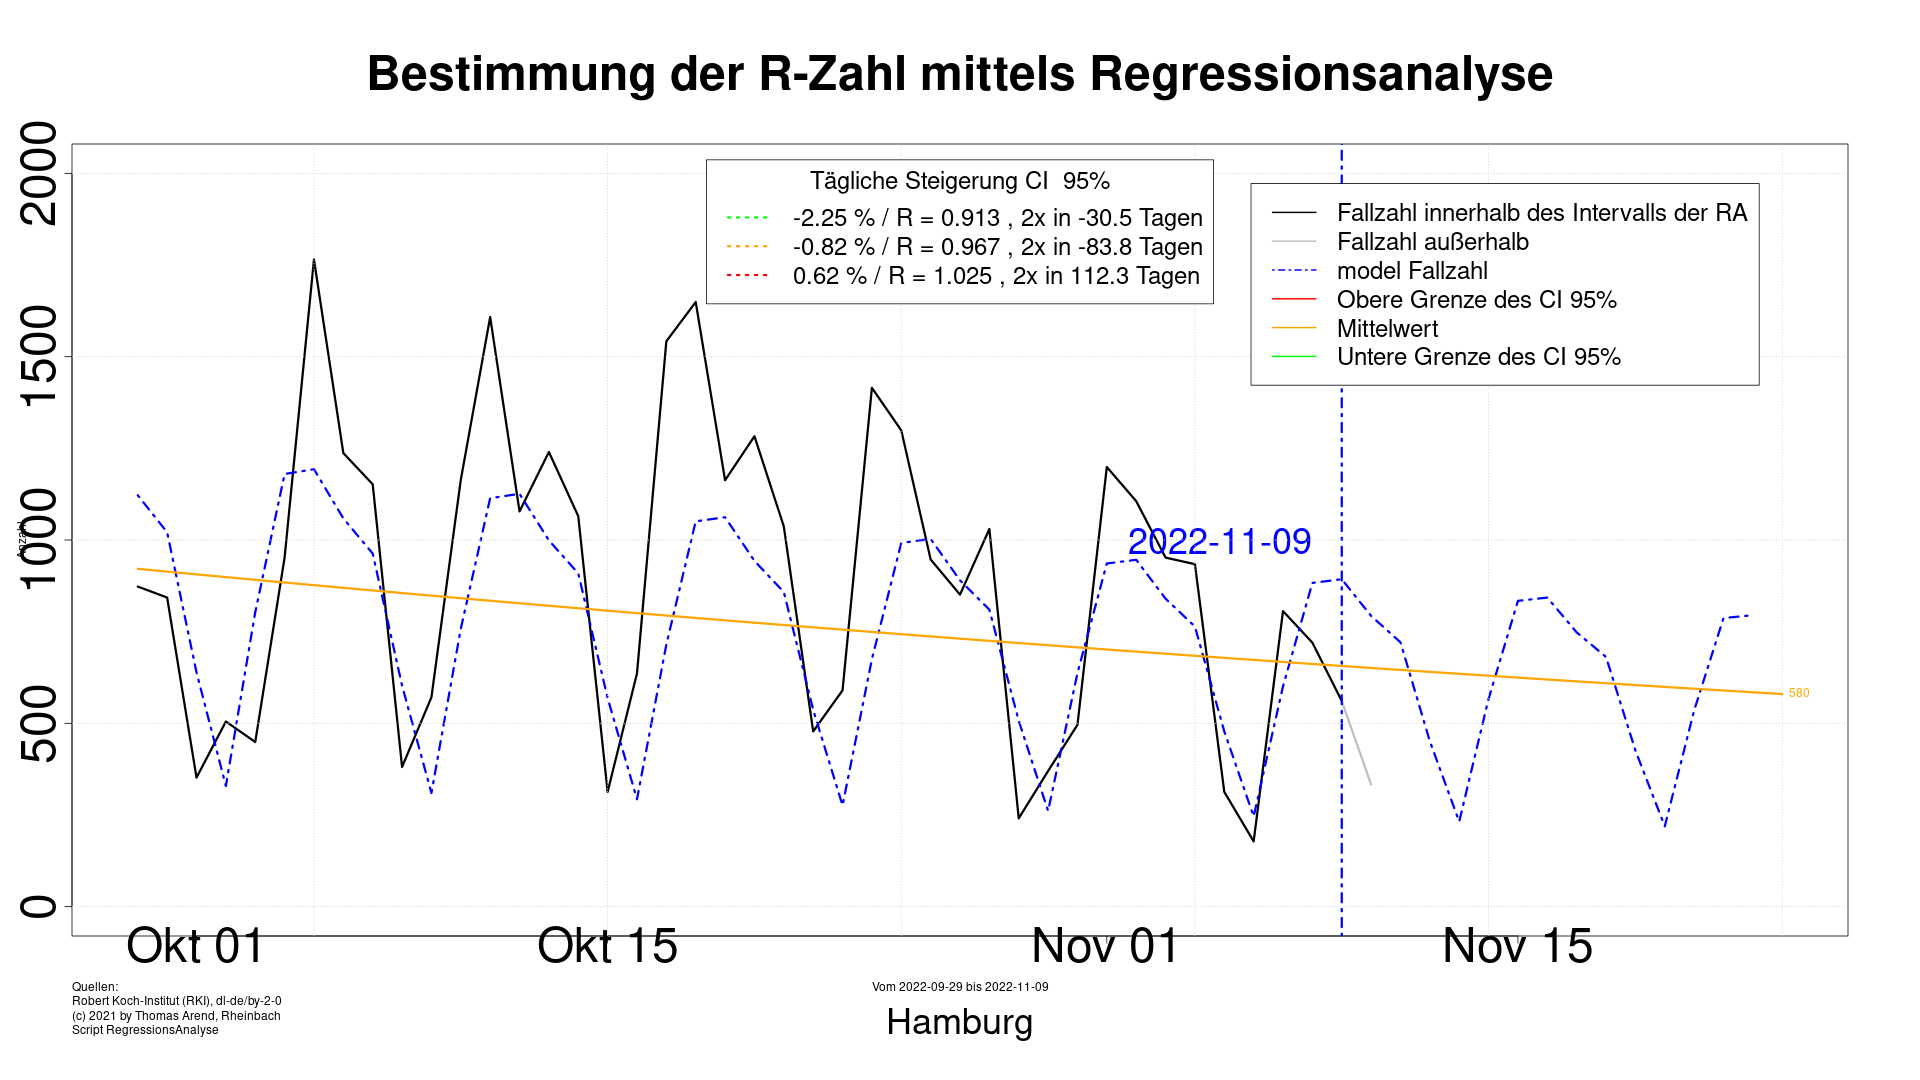 Bestimmung der R-Zahl mittels Regressionsanalyse
2000
1500
1000
500
0
Anzahl
Tägliche Steigerung CI  95%
-2.25 % / R = 0.913 , 2x in -30.5 Tagen
-0.82 % / R = 0.967 , 2x in -83.8 Tagen
0.62 % / R = 1.025 , 2x in 112.3 Tagen
Fallzahl innerhalb des Intervalls der RA
Fallzahl außerhalb
model Fallzahl
Obere Grenze des CI 95%
Mittelwert
Untere Grenze des CI 95%
2022-11-09
580
Okt 01 Okt 15 Nov 01 Nov 15
Quellen:
Robert Koch-Institut (RKI), dl-de/by-2-0
(c) 2021 by Thomas Arend, Rheinbach
Script RegressionsAnalyse
Vom 2022-09-29 bis 2022-11-09
Hamburg